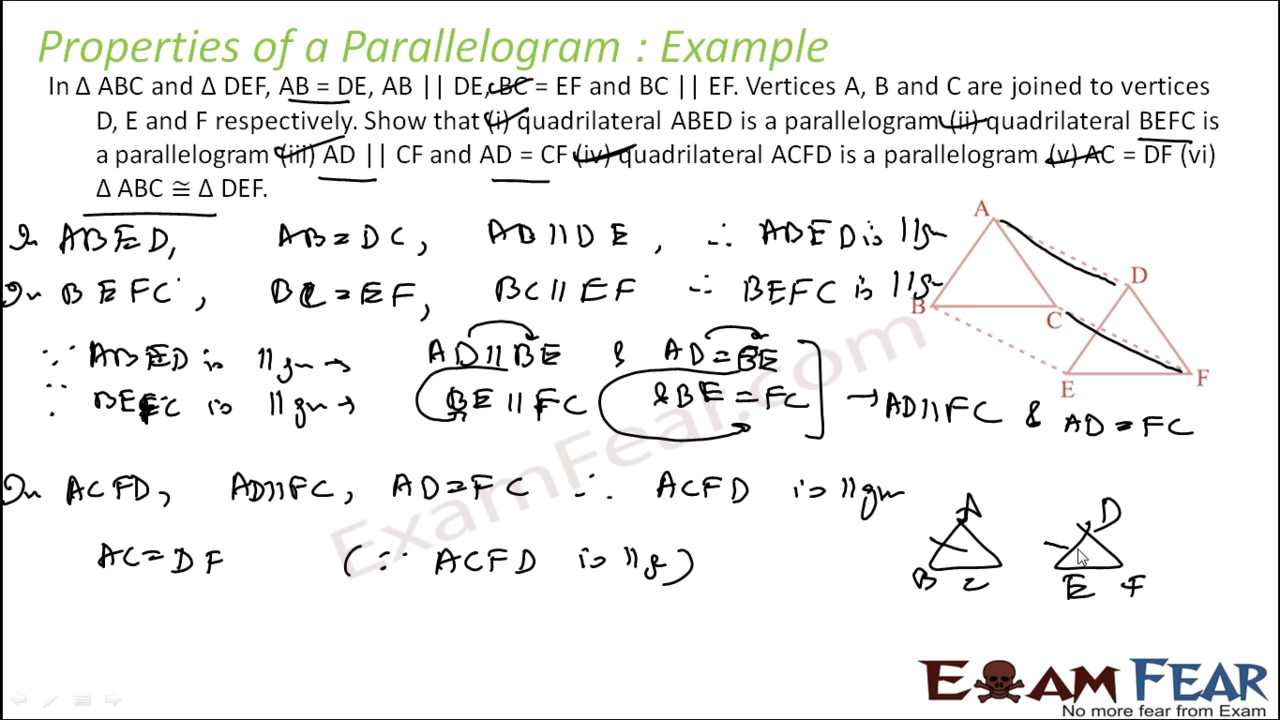 Properties of a Parallelogram : Example
In Δ ABC and Δ DEF, AB = DE, AB || DE, BC = EF and BC || EF. Vertices A, B and C are joined to vertices
D, E and F respectively. Show that (i) quadrilateral ABED is a parallelogram (ii) quadrilateral BEFC is
a parallelogram (iii) AD || CF and AD = CF (iv) quadrilateral ACFD is a parallelogram (v) AC = DF (vi)
Δ ABC ≅ Δ DEF.
In ABED, AB = DC, AB || DE, ∴ ABED is ||gm
In BEFC, BC = EF, BC || EF ∴ BEFC is ||gm
∵ ABED is ||gm → AD || BE & AD = BE
∵ BEFC is ||gm → BE || FC & BE = FC → AD || FC & AD = FC
In ACFD, AD || FC, AD = FC ∴ ACFD is ||gm
AC = DF (∵ ACFD is ||g)
A
D
B
C
E
F
A
D
B C
E F
ExamFear.com
EXAM FEAR
No more fear from Exam